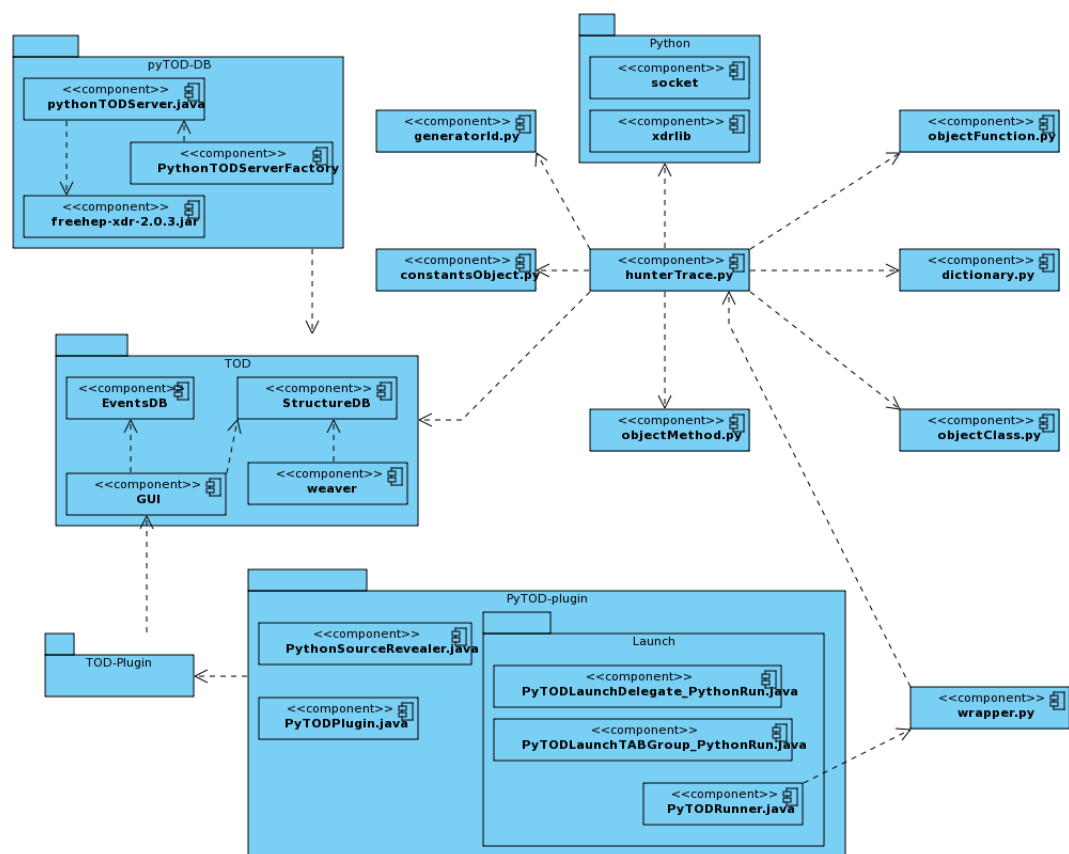 pyTOD-DB
<<component>>
pythonTODServer.java
<<component>>
PythonTODServerFactory
<<component>>
freehep-xdr-2.0.3.jar
Python
<<component>>
socket
<<component>>
xdrlib
<<component>>
generatorId.py
<<component>>
objectFunction.py
<<component>>
constantsObject.py
<<component>>
hunterTrace.py
<<component>>
dictionary.py
TOD
<<component>>
EventsDB
<<component>>
StructureDB
<<component>>
GUI
<<component>>
weaver
<<component>>
objectMethod.py
<<component>>
objectClass.py
PyTOD-plugin
<<component>>
PythonSourceRevealer.java
<<component>>
PyTODPlugin.java
Launch
<<component>>
PyTODLaunchDelegate_PythonRun.java
<<component>>
PyTODLaunchTABGroup_PythonRun.java
<<component>>
PyTODRunner.java
TOD-Plugin
<<component>>
wrapper.py